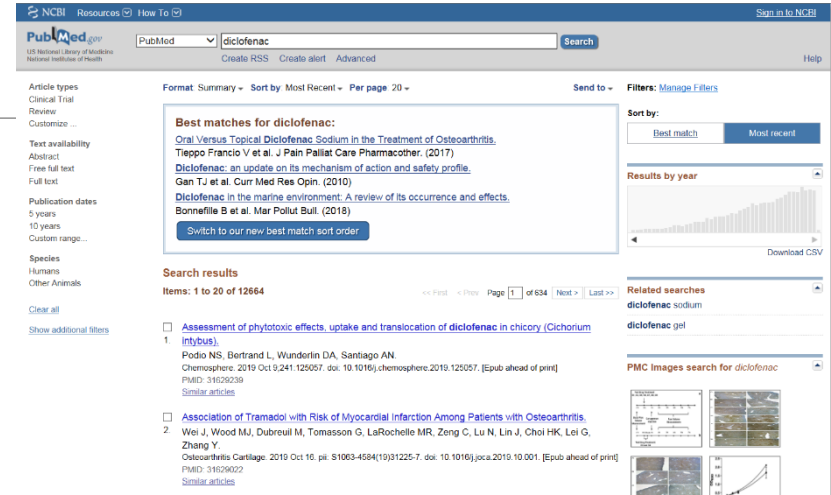 NCBI Resources How To Sign in to NCBI
PubMed.gov
US National Library of Medicine
National Institutes of Health
PubMed diclofenac Search
Create RSS Create alert Advanced Help
Article types
Clinical Trial
Review
Customize ...
Text availability
Abstract
Free full text
Full text
Publication dates
5 years
10 years
Custom range...
Species
Humans
Other Animals
Clear all
Show additional filters
Format: Summary Sort by: Most Recent Per page: 20 Send to
Best matches for diclofenac:
Oral Versus Topical Diclofenac Sodium in the Treatment of Osteoarthritis.
Tieppo Francio V et al. J Pain Palliat Care Pharmacother. (2017)
Diclofenac: an update on its mechanism of action and safety profile.
Gan TJ et al. Curr Med Res Opin. (2010)
Diclofenac in the marine environment: A review of its occurrence and effects.
Bonnefille B et al. Mar Pollut Bull. (2018)
Switch to our new best match sort order
Search results
Items: 1 to 20 of 12664 << First < Prev Page 1 of 634 Next > Last >>
Assessment of phytotoxic effects, uptake and translocation of diclofenac in chicory (Cichorium
1. intybus).
Podio NS, Bertrand L, Wunderlin DA, Santiago AN.
Chemosphere. 2019 Oct 9;241:125057. doi: 10.1016/j.chemosphere.2019.125057. [Epub ahead of print]
PMID: 31629239
Similar articles
Association of Tramadol with Risk of Myocardial Infarction Among Patients with Osteoarthritis.
2. Wei J, Wood MJ, Dubreuil M, Tomasson G, LaRochelle MR, Zeng C, Lu N, Lin J, Choi HK, Lei G,
Zhang Y.
Osteoarthritis Cartilage. 2019 Oct 16. pii: S1063-4584(19)31225-7. doi: 10.1016/j.joca.2019.10.001. [Epub ahead of print]
PMID: 31629022
Similar articles
Filters: Manage Filters
Sort by:
Best match Most recent
Results by year
Download CSV
Related searches
diclofenac sodium
diclofenac gel
PMC Images search for diclofenac